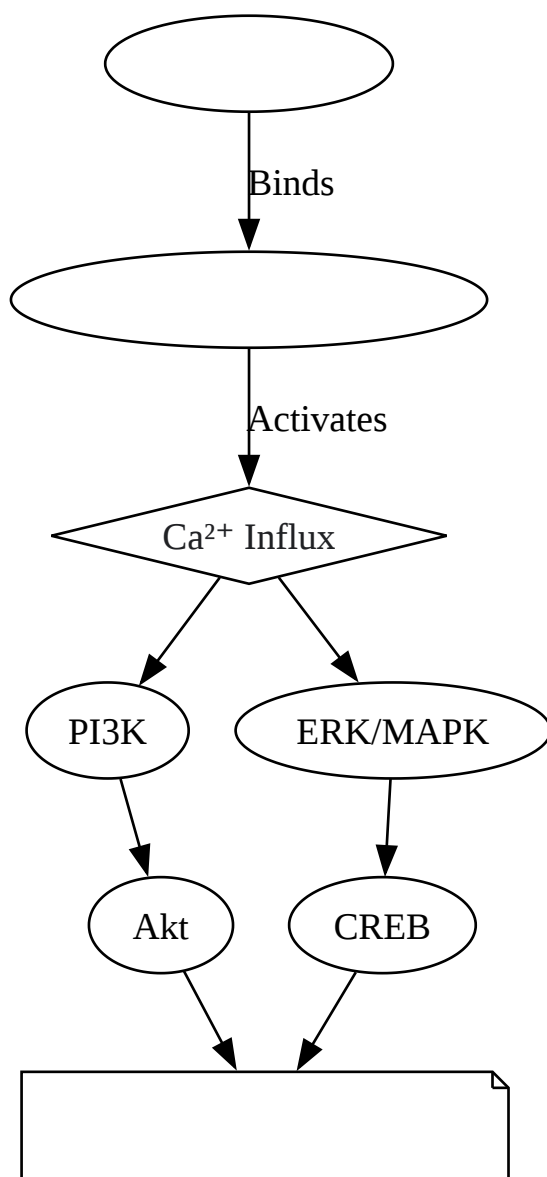 Binds
Activates
Ca²⁺ Influx
PI3K
ERK/MAPK
Akt
CREB